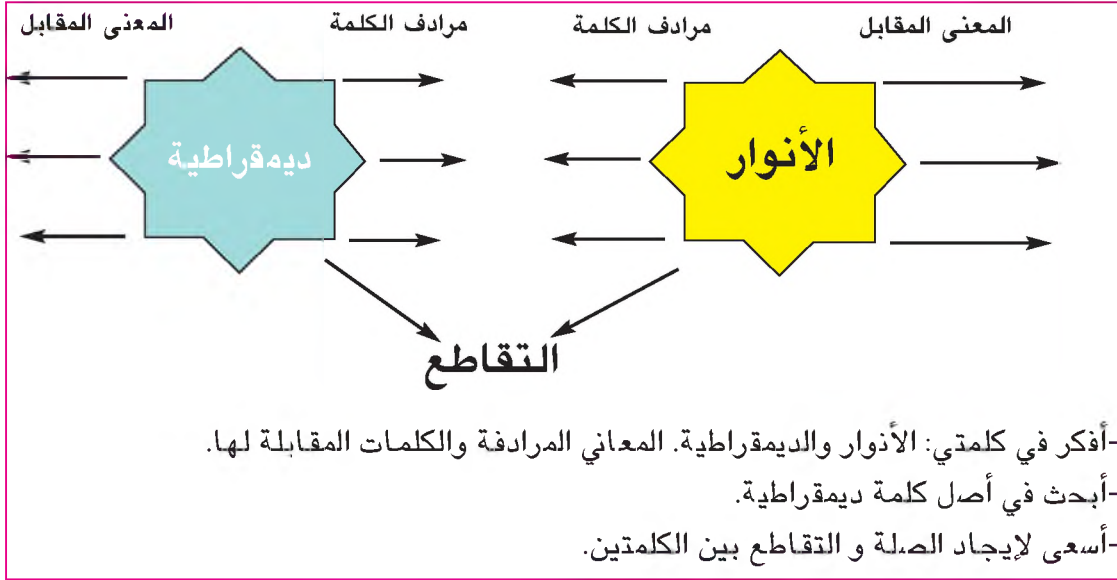 المعنى المقابل مرادف الكلمة مرادف الكلمة المعنى المقابل
الأنوار ديمقراطية
التقاطع
-أفكر في كلمتي: الأنوار والديمقراطية. المعاني المرادفة والكلمات المقابلة لها.
-أبحث في أصل كلمة ديمقراطية.
-أسعى لإيجاد الصلة و التقاطع بين الكلمتين.